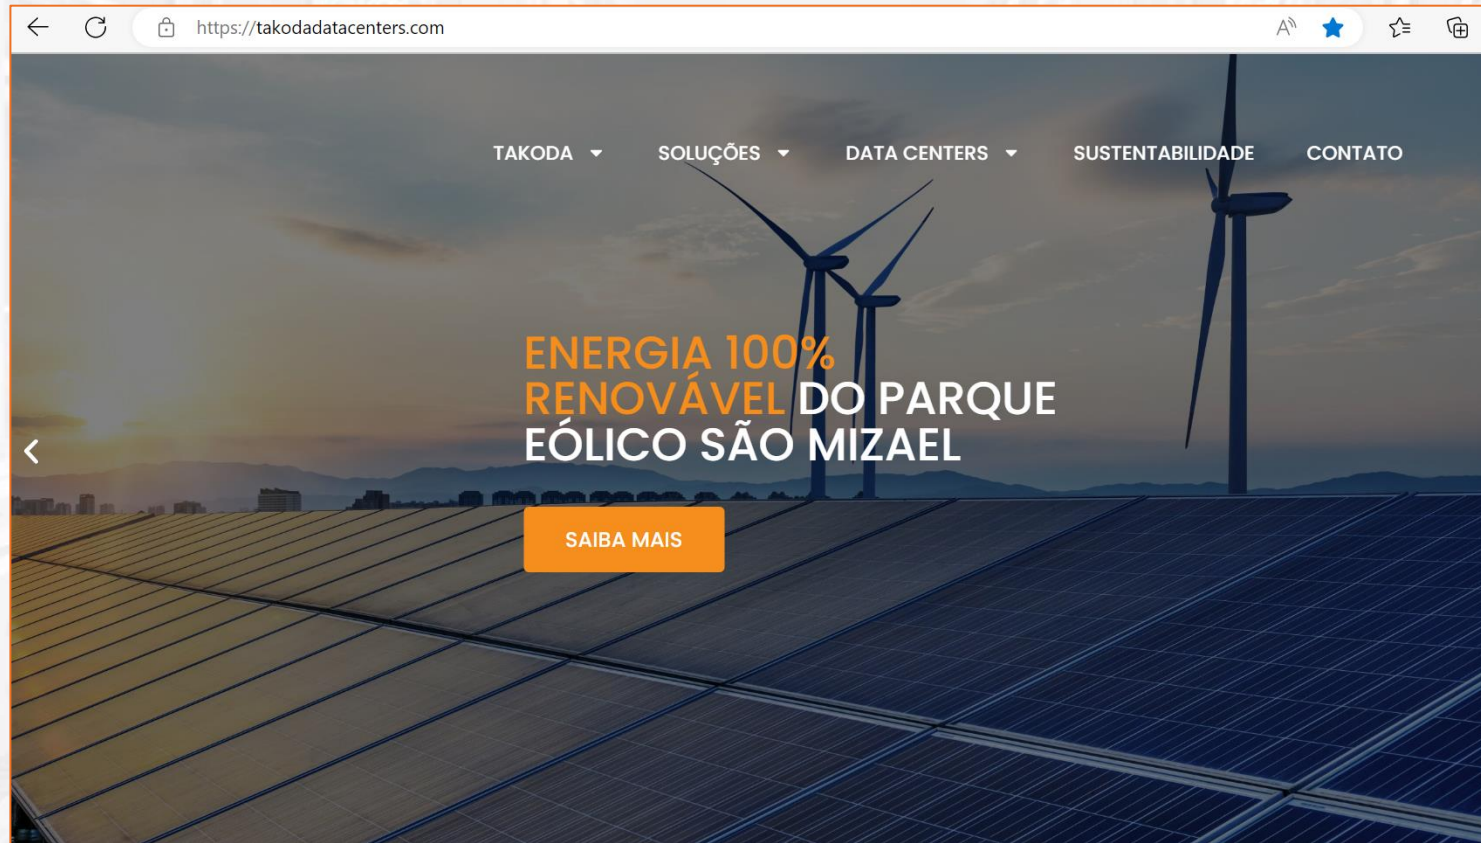 https://takodadatacenters.com
TAKODA SOLUÇÕES DATA CENTERS SUSTENTABILIDADE CONTATO
ENERGIA 100%
RENOVÁVEL DO PARQUE
EÓLICO SÃO MIZAEL
SAIBA MAIS